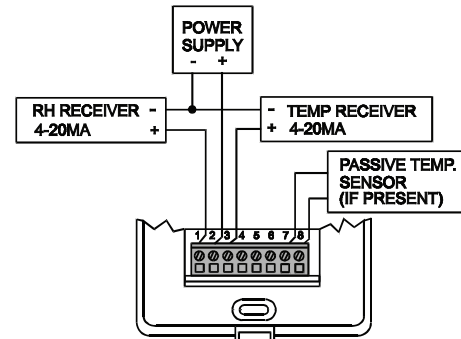 POWER
SUPPLY
- +
RH RECEIVER -
4-20MA +
- TEMP RECEIVER
+ 4-20MA
PASSIVE TEMP.
SENSOR
(IF PRESENT)
1 2 3 4 5 6 7 8